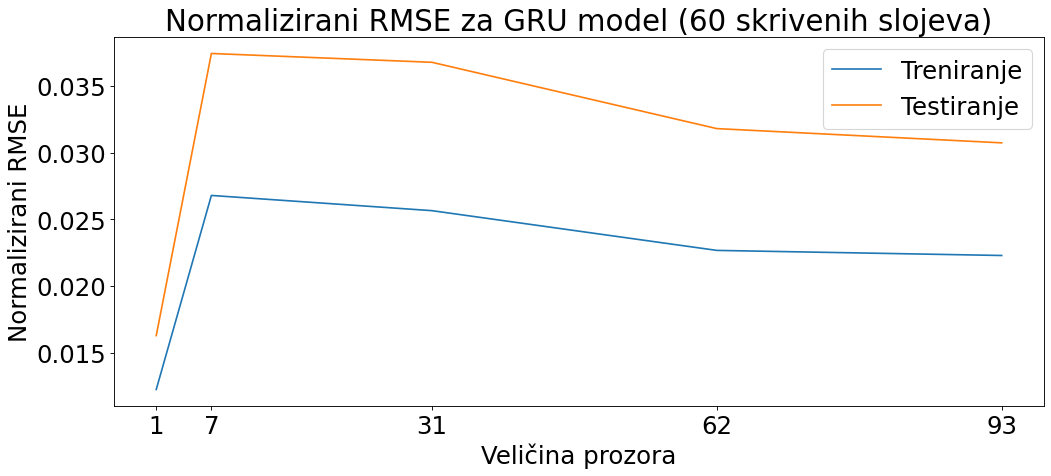 Normalizirani RMSE za GRU model (60 skrivenih slojeva)
Treniranje
Testiranje
Normalizirani RMSE
0.035
0.030
0.025
0.020
0.015
1 7 31 62 93
Veličina prozora